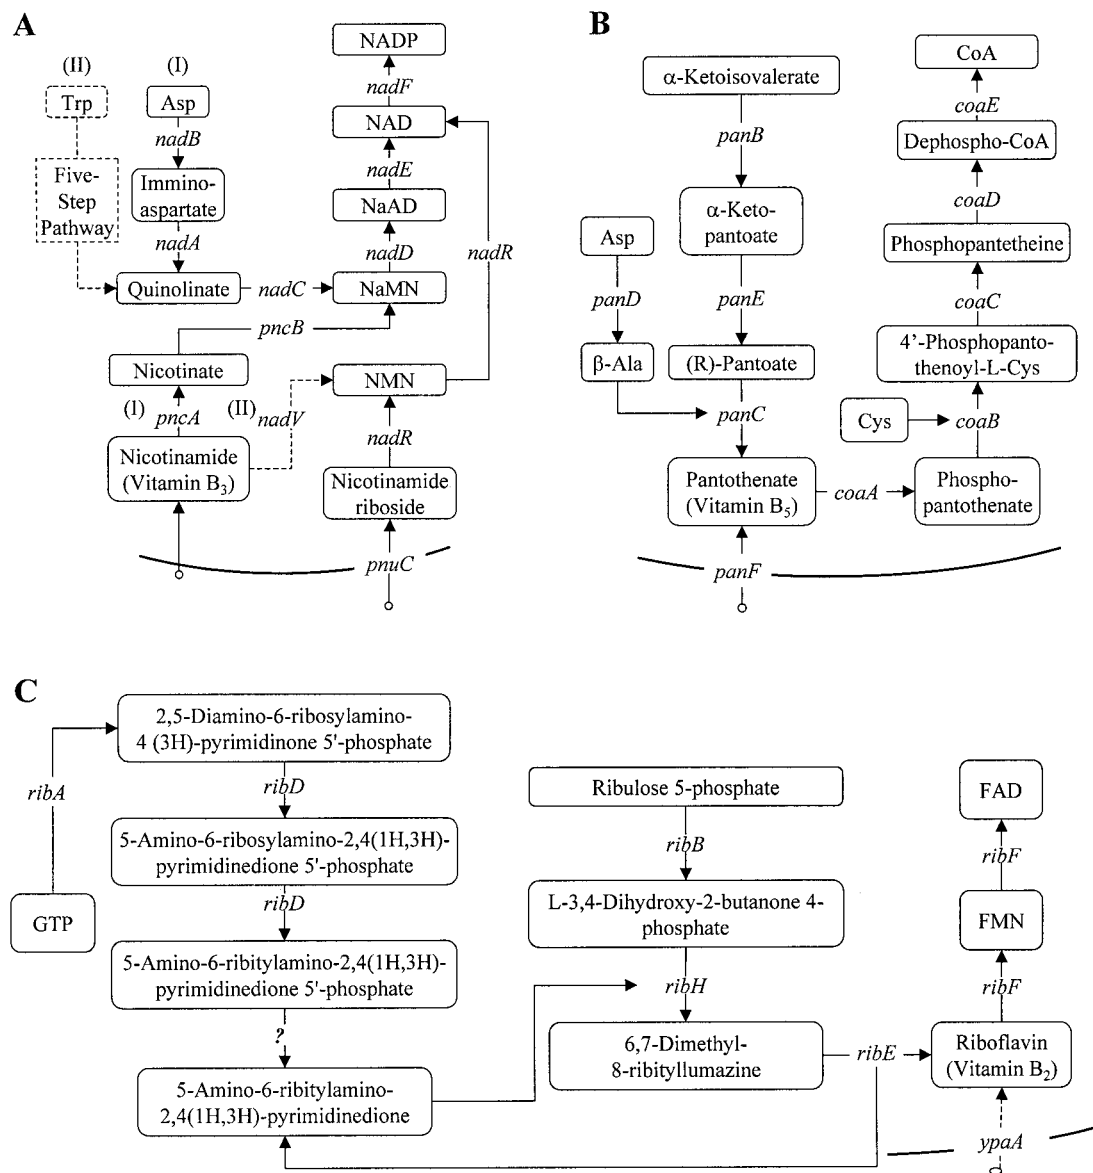 A
(II)
(I)
Trp
Asp
nadB
Five-
Step
Pathway
Immino-
aspartate
nadA
Quinolinate
nadC
NADP
nadF
NAD
nadE
NaAD
nadD
nadR
NaMN
pncB
Nicotinate
(I)
pncA
(II)
nadV
NMN
nadR
Nicotinamide
(Vitamin B3)
Nicotinamide
riboside
pnuC
B
α-Ketoisovalerate
panB
α-Keto-
pantoate
Asp
panD
panE
β-Ala
(R)-Pantoate
panC
Pantothenate
(Vitamin B5)
panF
coaA
CoA
coaE
Dephospho-CoA
coaD
Phosphopantetheine
coaC
4'-Phosphopanto-
thenoyl-L-Cys
Cys
coaB
Phospho-
pantothenate
C
2,5-Diamino-6-ribosylamino-
4 (3H)-pyrimidinone 5'-phosphate
ribA
ribD
5-Amino-6-ribosylamino-2,4(1H,3H)-
pyrimidinedione 5'-phosphate
ribD
GTP
5-Amino-6-ribitylamino-2,4(1H,3H)-
pyrimidinedione 5'-phosphate
?
5-Amino-6-ribitylamino-
2,4(1H,3H)-pyrimidinedione
Ribulose 5-phosphate
ribB
L-3,4-Dihydroxy-2-butanone 4-
phosphate
ribH
6,7-Dimethyl-
8-ribityllumazine
ribE
FAD
ribF
FMN
ribF
Riboflavin
(Vitamin B2)
ypaA